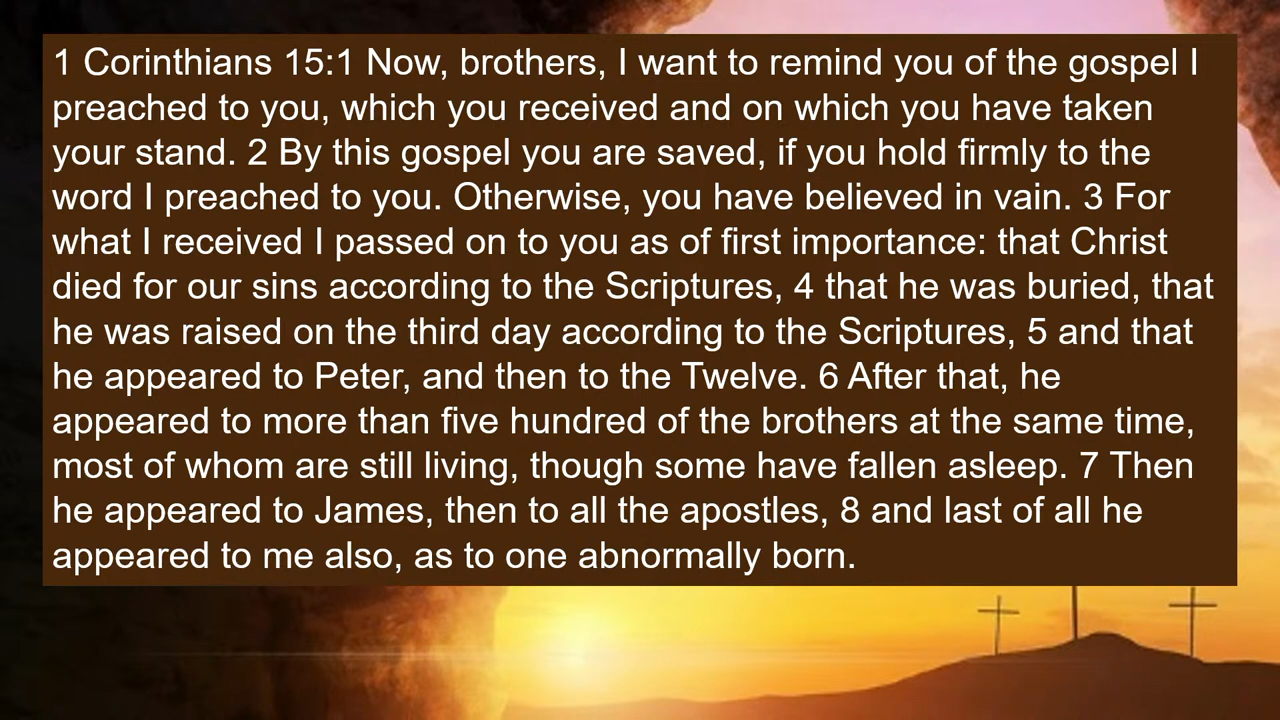 1 Corinthians 15:1 Now, brothers, I want to remind you of the gospel I
preached to you, which you received and on which you have taken
your stand. 2 By this gospel you are saved, if you hold firmly to the
word I preached to you. Otherwise, you have believed in vain. 3 For
what I received I passed on to you as of first importance: that Christ
died for our sins according to the Scriptures, 4 that he was buried, that
he was raised on the third day according to the Scriptures, 5 and that
he appeared to Peter, and then to the Twelve. 6 After that, he
appeared to more than five hundred of the brothers at the same time,
most of whom are still living, though some have fallen asleep. 7 Then
he appeared to James, then to all the apostles, 8 and last of all he
appeared to me also, as to one abnormally born.